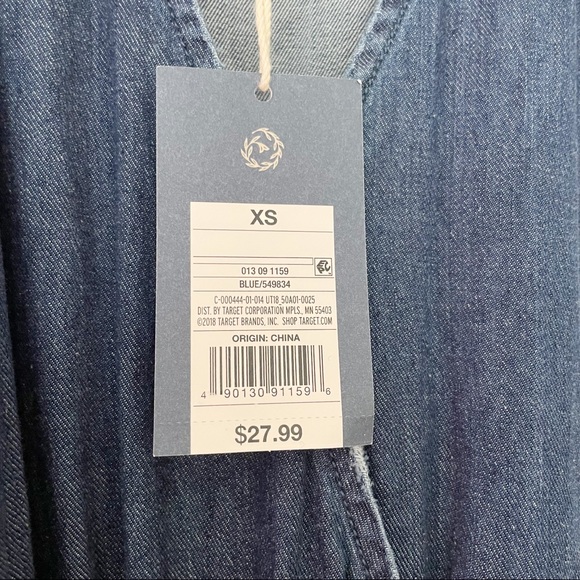 XS
013 09 1159
BLUE/549834
C-000444-01-014 UT18_50A01-0025
DIST. BY TARGET CORPORATION MPLS., MN 55403
©2018 TARGET BRANDS, INC. SHOP TARGET.COM
ORIGIN: CHINA
4 90130 91159 6
$27.99